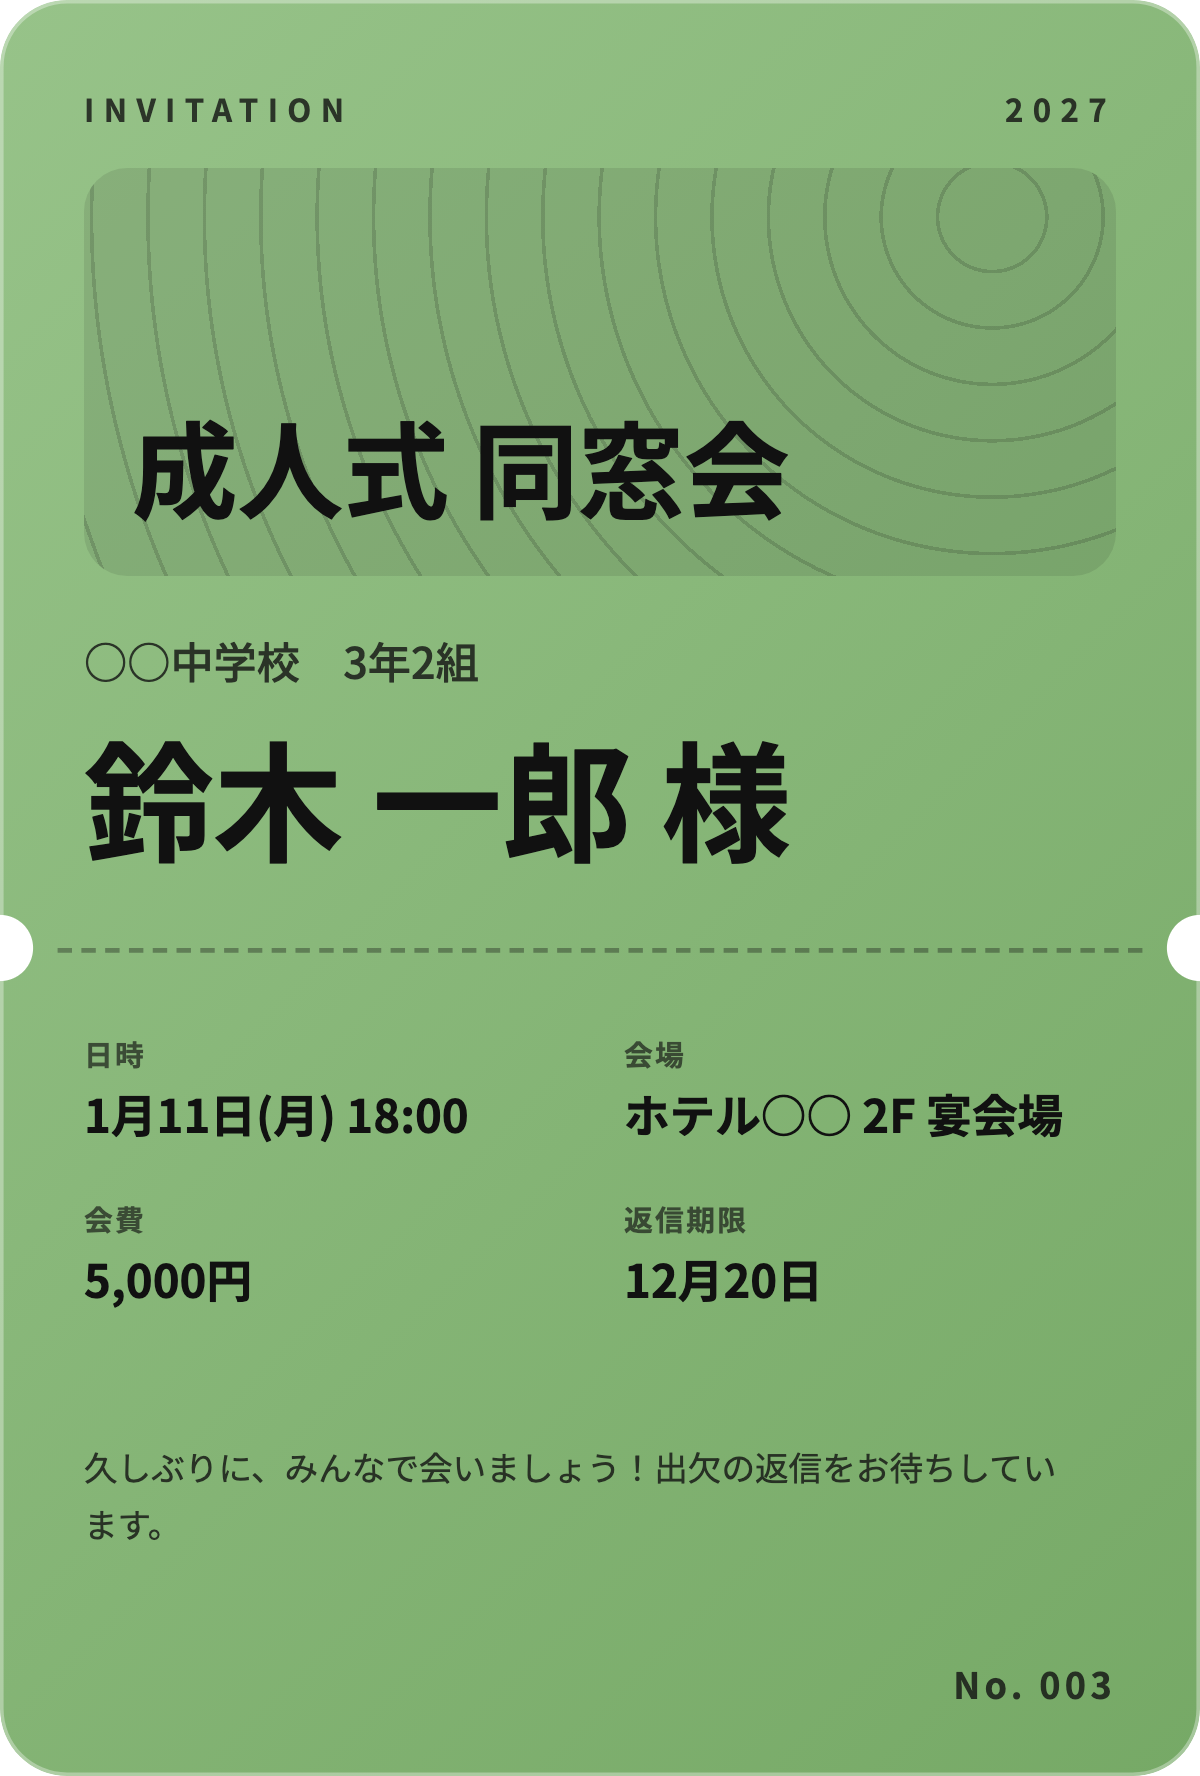 INVITATION 2027
成人式 同窓会
○○中学校　3年2組
鈴木 一郎 様
日時 会場
1月11日(月) 18:00 ホテル○○ 2F 宴会場
会費 返信期限
5,000円 12月20日
久しぶりに、みんなで会いましょう！出欠の返信をお待ちしてい
ます。
No. 003